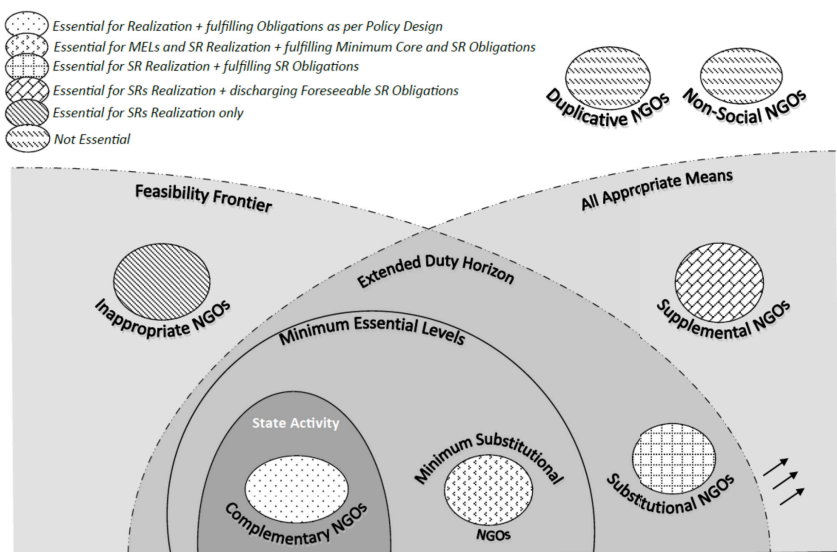 Essential for Realization + fulfilling Obligations as per Policy Design
Essential for MELs and SR Realization + fulfilling Minimum Core and SR Obligations
Essential for SR Realization + fulfilling SR Obligations
Essential for SRs Realization + discharging Foreseeable SR Obligations
Essential for SRs Realization only
Not Essential
Duplicative NGOs
Non-Social NGOs
Feasibility Frontier
All Appropriate Means
Extended Duty Horizon
Inappropriate NGOs
Supplemental NGOs
Minimum Essential Levels
State Activity
Complementary NGOs
Minimum Substitutional
NGOs
Substitutional NGOs